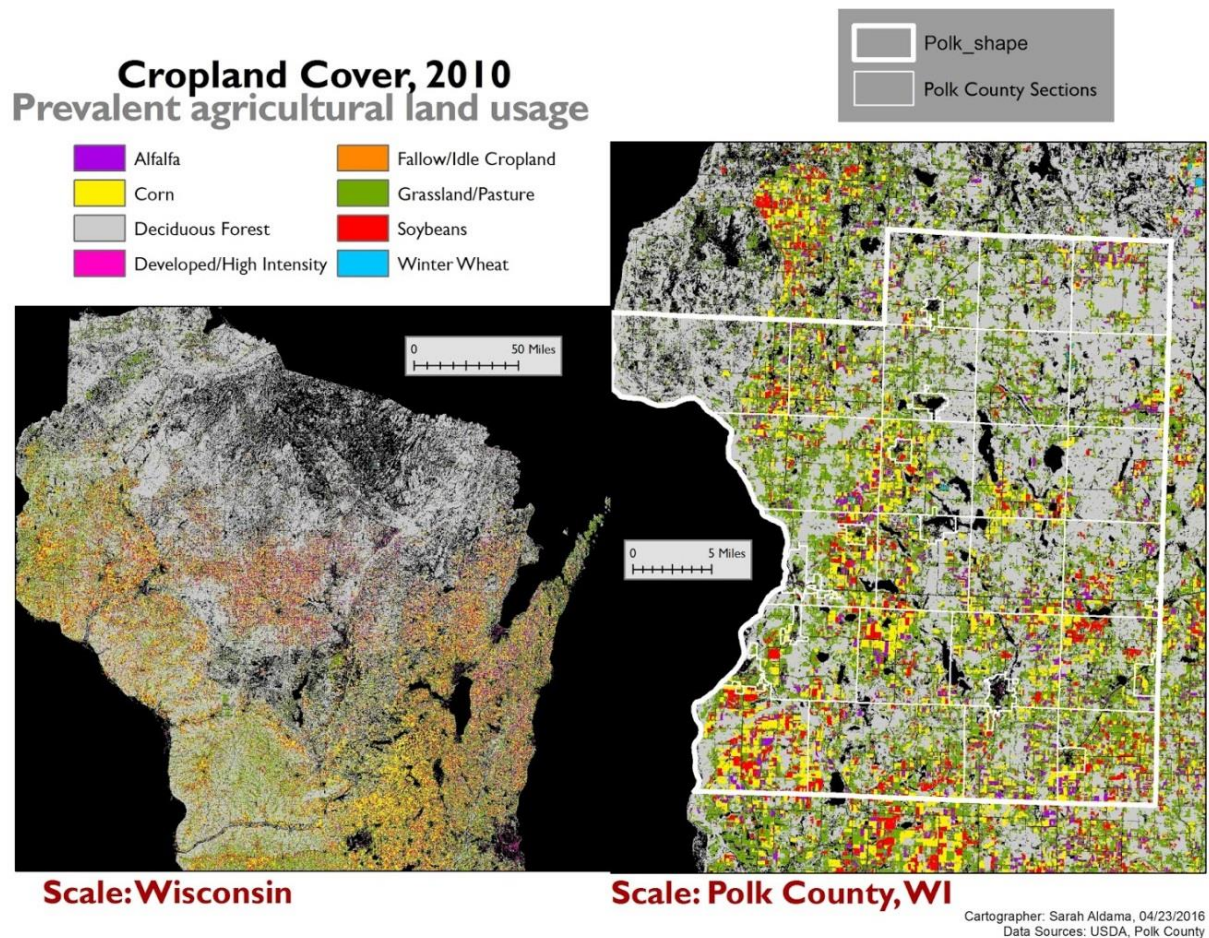 Cropland Cover, 2010
Prevalent agricultural land usage
Polk_shape
Polk County Sections
Alfalfa
Corn
Deciduous Forest
Developed/High Intensity
Fallow/Idle Cropland
Grassland/Pasture
Soybeans
Winter Wheat
0 50 Miles
0 5 Miles
Scale: Wisconsin
Scale: Polk County, WI
Cartographer: Sarah Aldama, 04/23/2016
Data Sources: USDA, Polk County